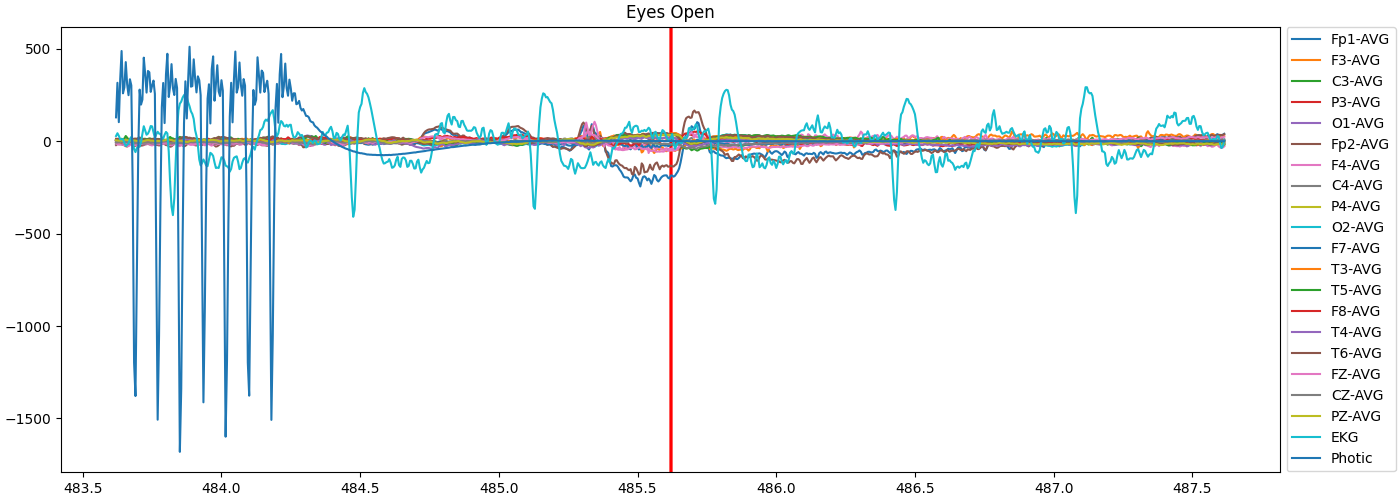 Eyes Open
500
0
−500
−1000
−1500
483.5 484.0 484.5 485.0 485.5 486.0 486.5 487.0 487.5
Fp1-AVG
F3-AVG
C3-AVG
P3-AVG
O1-AVG
Fp2-AVG
F4-AVG
C4-AVG
P4-AVG
O2-AVG
F7-AVG
T3-AVG
T5-AVG
F8-AVG
T4-AVG
T6-AVG
FZ-AVG
CZ-AVG
PZ-AVG
EKG
Photic